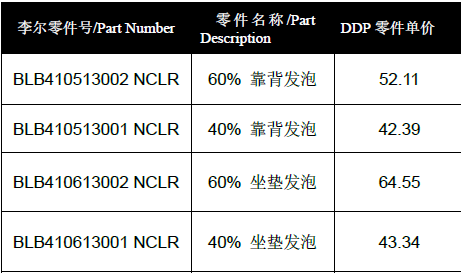 李尔零件号/Part Number
零件名称/Part
Description
DDP 零件单价
BLB410513002 NCLR 60% 靠背发泡 52.11
BLB410513001 NCLR 40% 靠背发泡 42.39
BLB410613002 NCLR 60% 坐垫发泡 64.55
BLB410613001 NCLR 40% 坐垫发泡 43.34